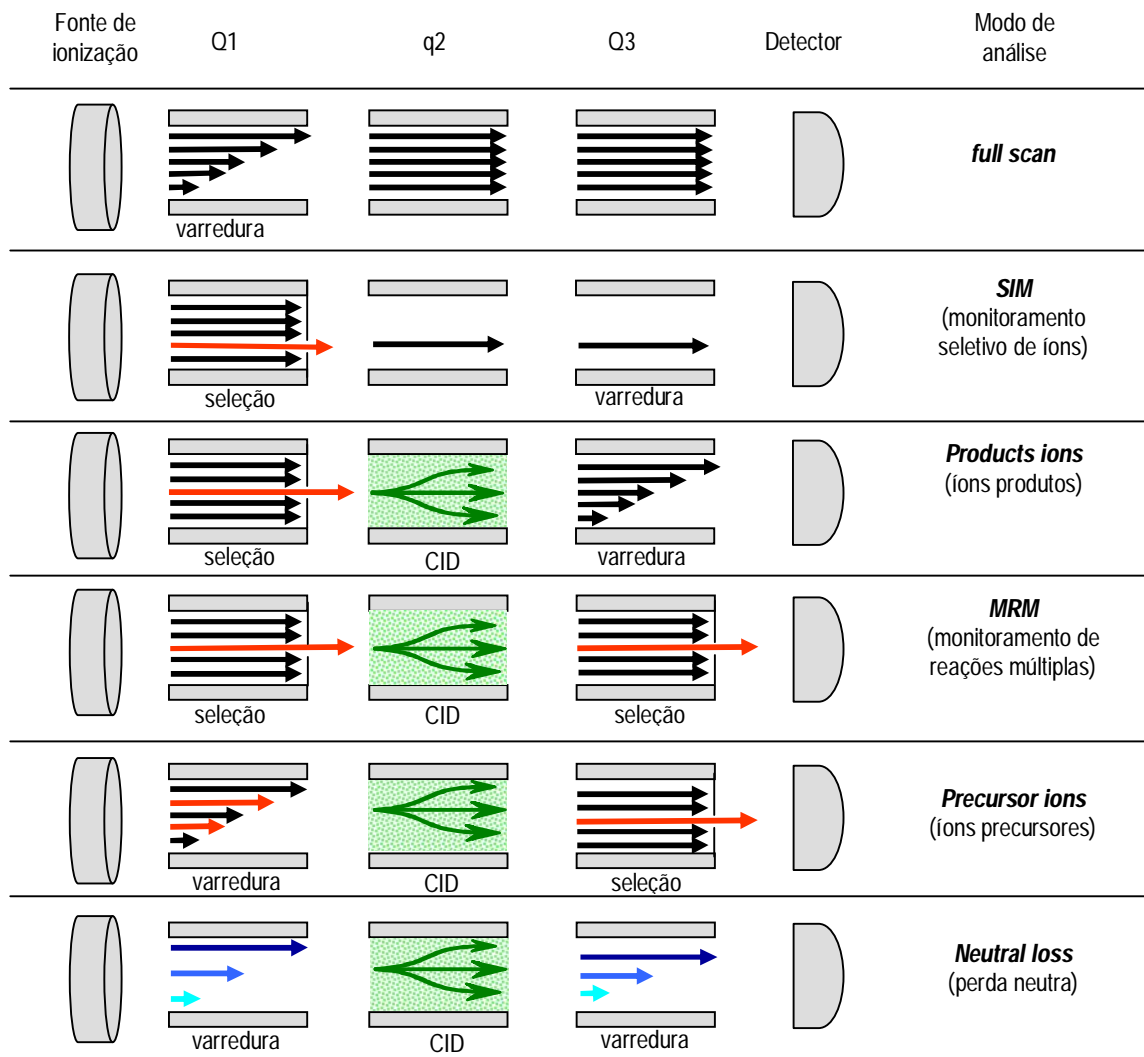 Fonte de
ionização
Q1
q2
Q3
Detector
Modo de
análise
varredura
full scan
seleção
varredura
SIM
(monitoramento
seletivo de íons)
seleção
CID
varredura
Products ions
(íons produtos)
seleção
CID
seleção
MRM
(monitoramento de
reações múltiplas)
varredura
CID
seleção
Precursor ions
(íons precursores)
varredura
CID
varredura
Neutral loss
(perda neutra)